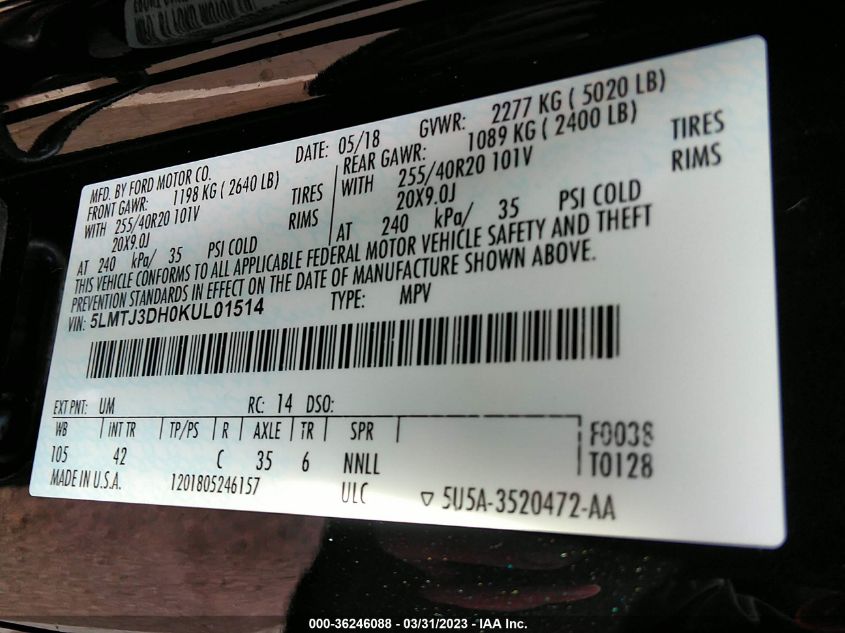 MFD. BY FORD MOTOR CO.
DATE: 05/18 GVWR: 2277 KG ( 5020 LB)
FRONT GAWR: 1198 KG ( 2640 LB)
REAR GAWR: 1089 KG ( 2400 LB)
WITH 255/40R20 101V TIRES
WITH 255/40R20 101V TIRES
20X9.0J RIMS
20X9.0J RIMS
AT 240 kPa/ 35 PSI COLD
AT 240 kPa/ 35 PSI COLD
THIS VEHICLE CONFORMS TO ALL APPLICABLE FEDERAL MOTOR VEHICLE SAFETY AND THEFT
PREVENTION STANDARDS IN EFFECT ON THE DATE OF MANUFACTURE SHOWN ABOVE.
VIN: 5LMTJ3DH0KUL01514 TYPE: MPV
EXT PNT: UM RC: 14 DSO:
WB INT TR TP/PS R AXLE TR SPR F0038
105 42 C 35 6 NNLL T0128
MADE IN U.S.A. 1201805246157 ULC ▽ 5U5A-3520472-AA
000-36246088 - 03/31/2023 - IAA Inc.